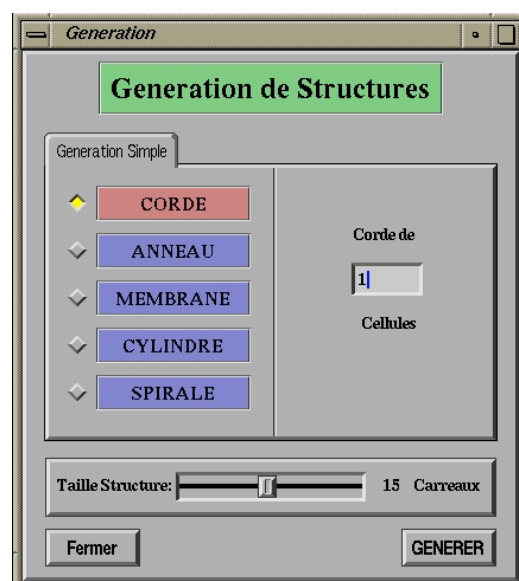 Generation
Generation de Structures
Generation Simple
CORDE
ANNEAU
MEMBRANE
CYLINDRE
SPIRALE
Corde de
1
Cellules
Taille Structure: 15 Carreaux
Fermer
GENERER